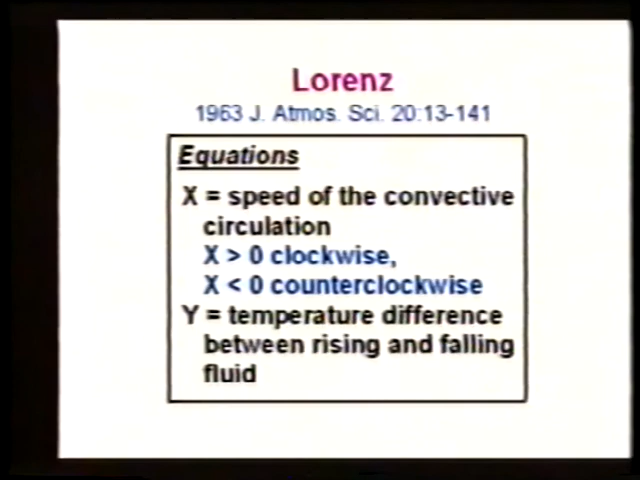 Lorenz
1963 J. Atmos. Sci. 20:13-141
Equations
X = speed of the convective
circulation
X > 0 clockwise,
X < 0 counterclockwise
Y = temperature difference
between rising and falling
fluid